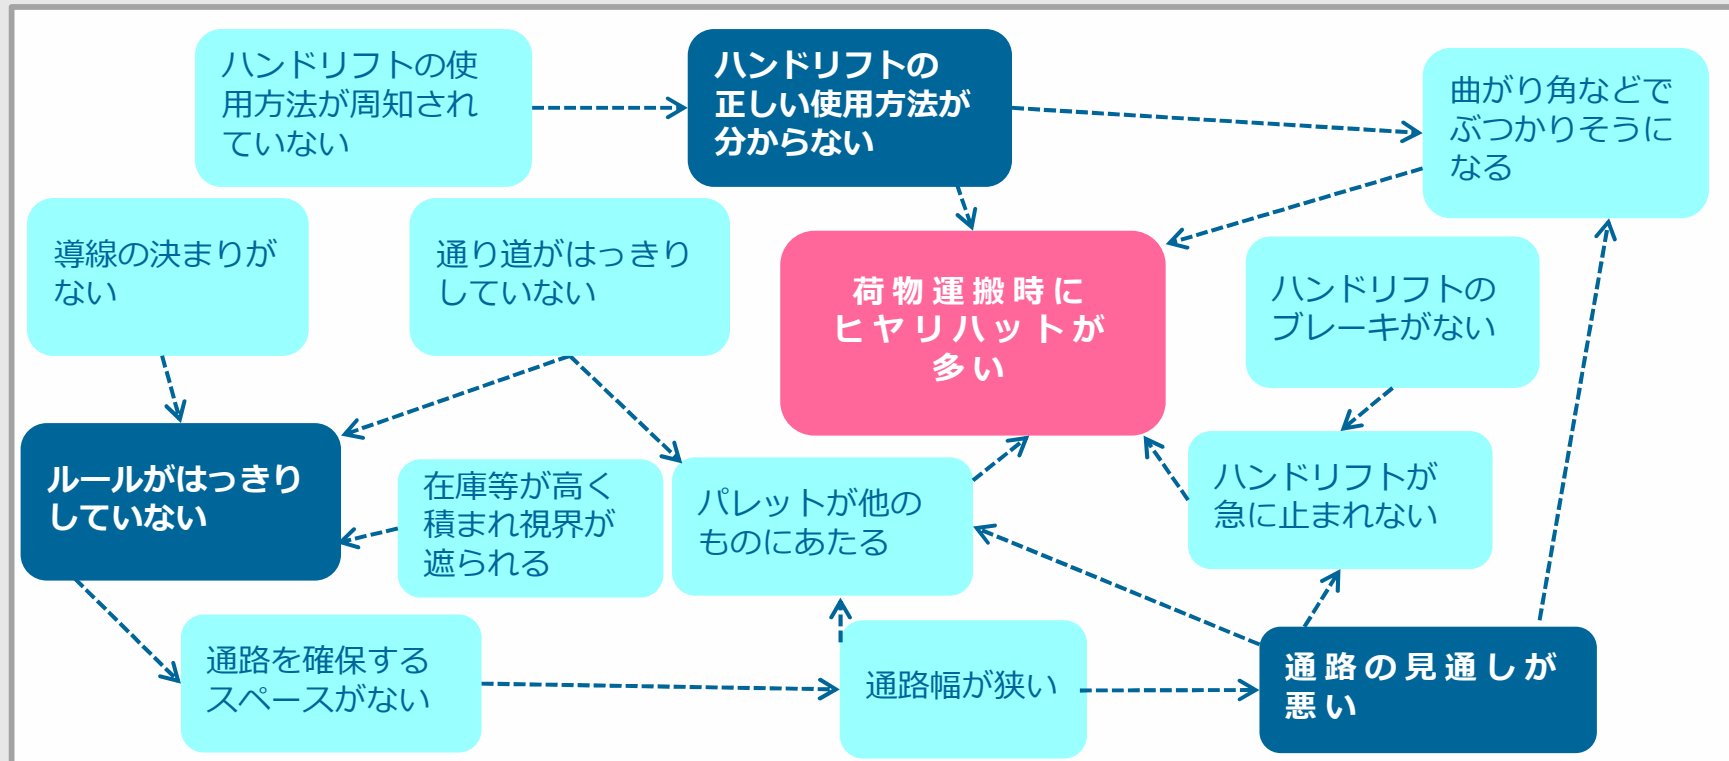 ハンドリフトの使
用方法が周知され
ていない
ハンドリフトの
正しい使用方法が
分からない
曲がり角などで
ぶつかりそうに
なる
導線の決まりが
ない
通り道がはっきり
していない
荷物運搬時に
ヒヤリハットが
多い
ハンドリフトの
ブレーキがない
ルールがはっきり
していない
在庫等が高く
積まれ視界が
遮られる
パレットが他の
ものにあたる
ハンドリフトが
急に止まれない
通路を確保する
スペースがない
通路幅が狭い
通路の見通しが
悪い